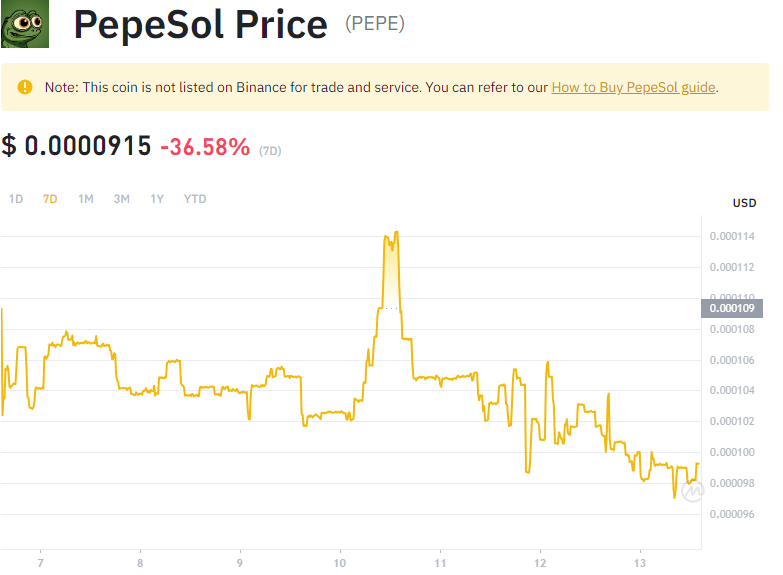 PepeSol Price (PEPE)
Note: This coin is not listed on Binance for trade and service. You can refer to our How to Buy PepeSol guide.
$ 0.0000915 -36.58% (7D)
1D 7D 1M 3M 1Y YTD
USD
0.000114
0.000112
0.000110
0.000109
0.000108
0.000106
0.000104
0.000102
0.000100
0.000098
0.000096
7 8 9 10 11 12 13